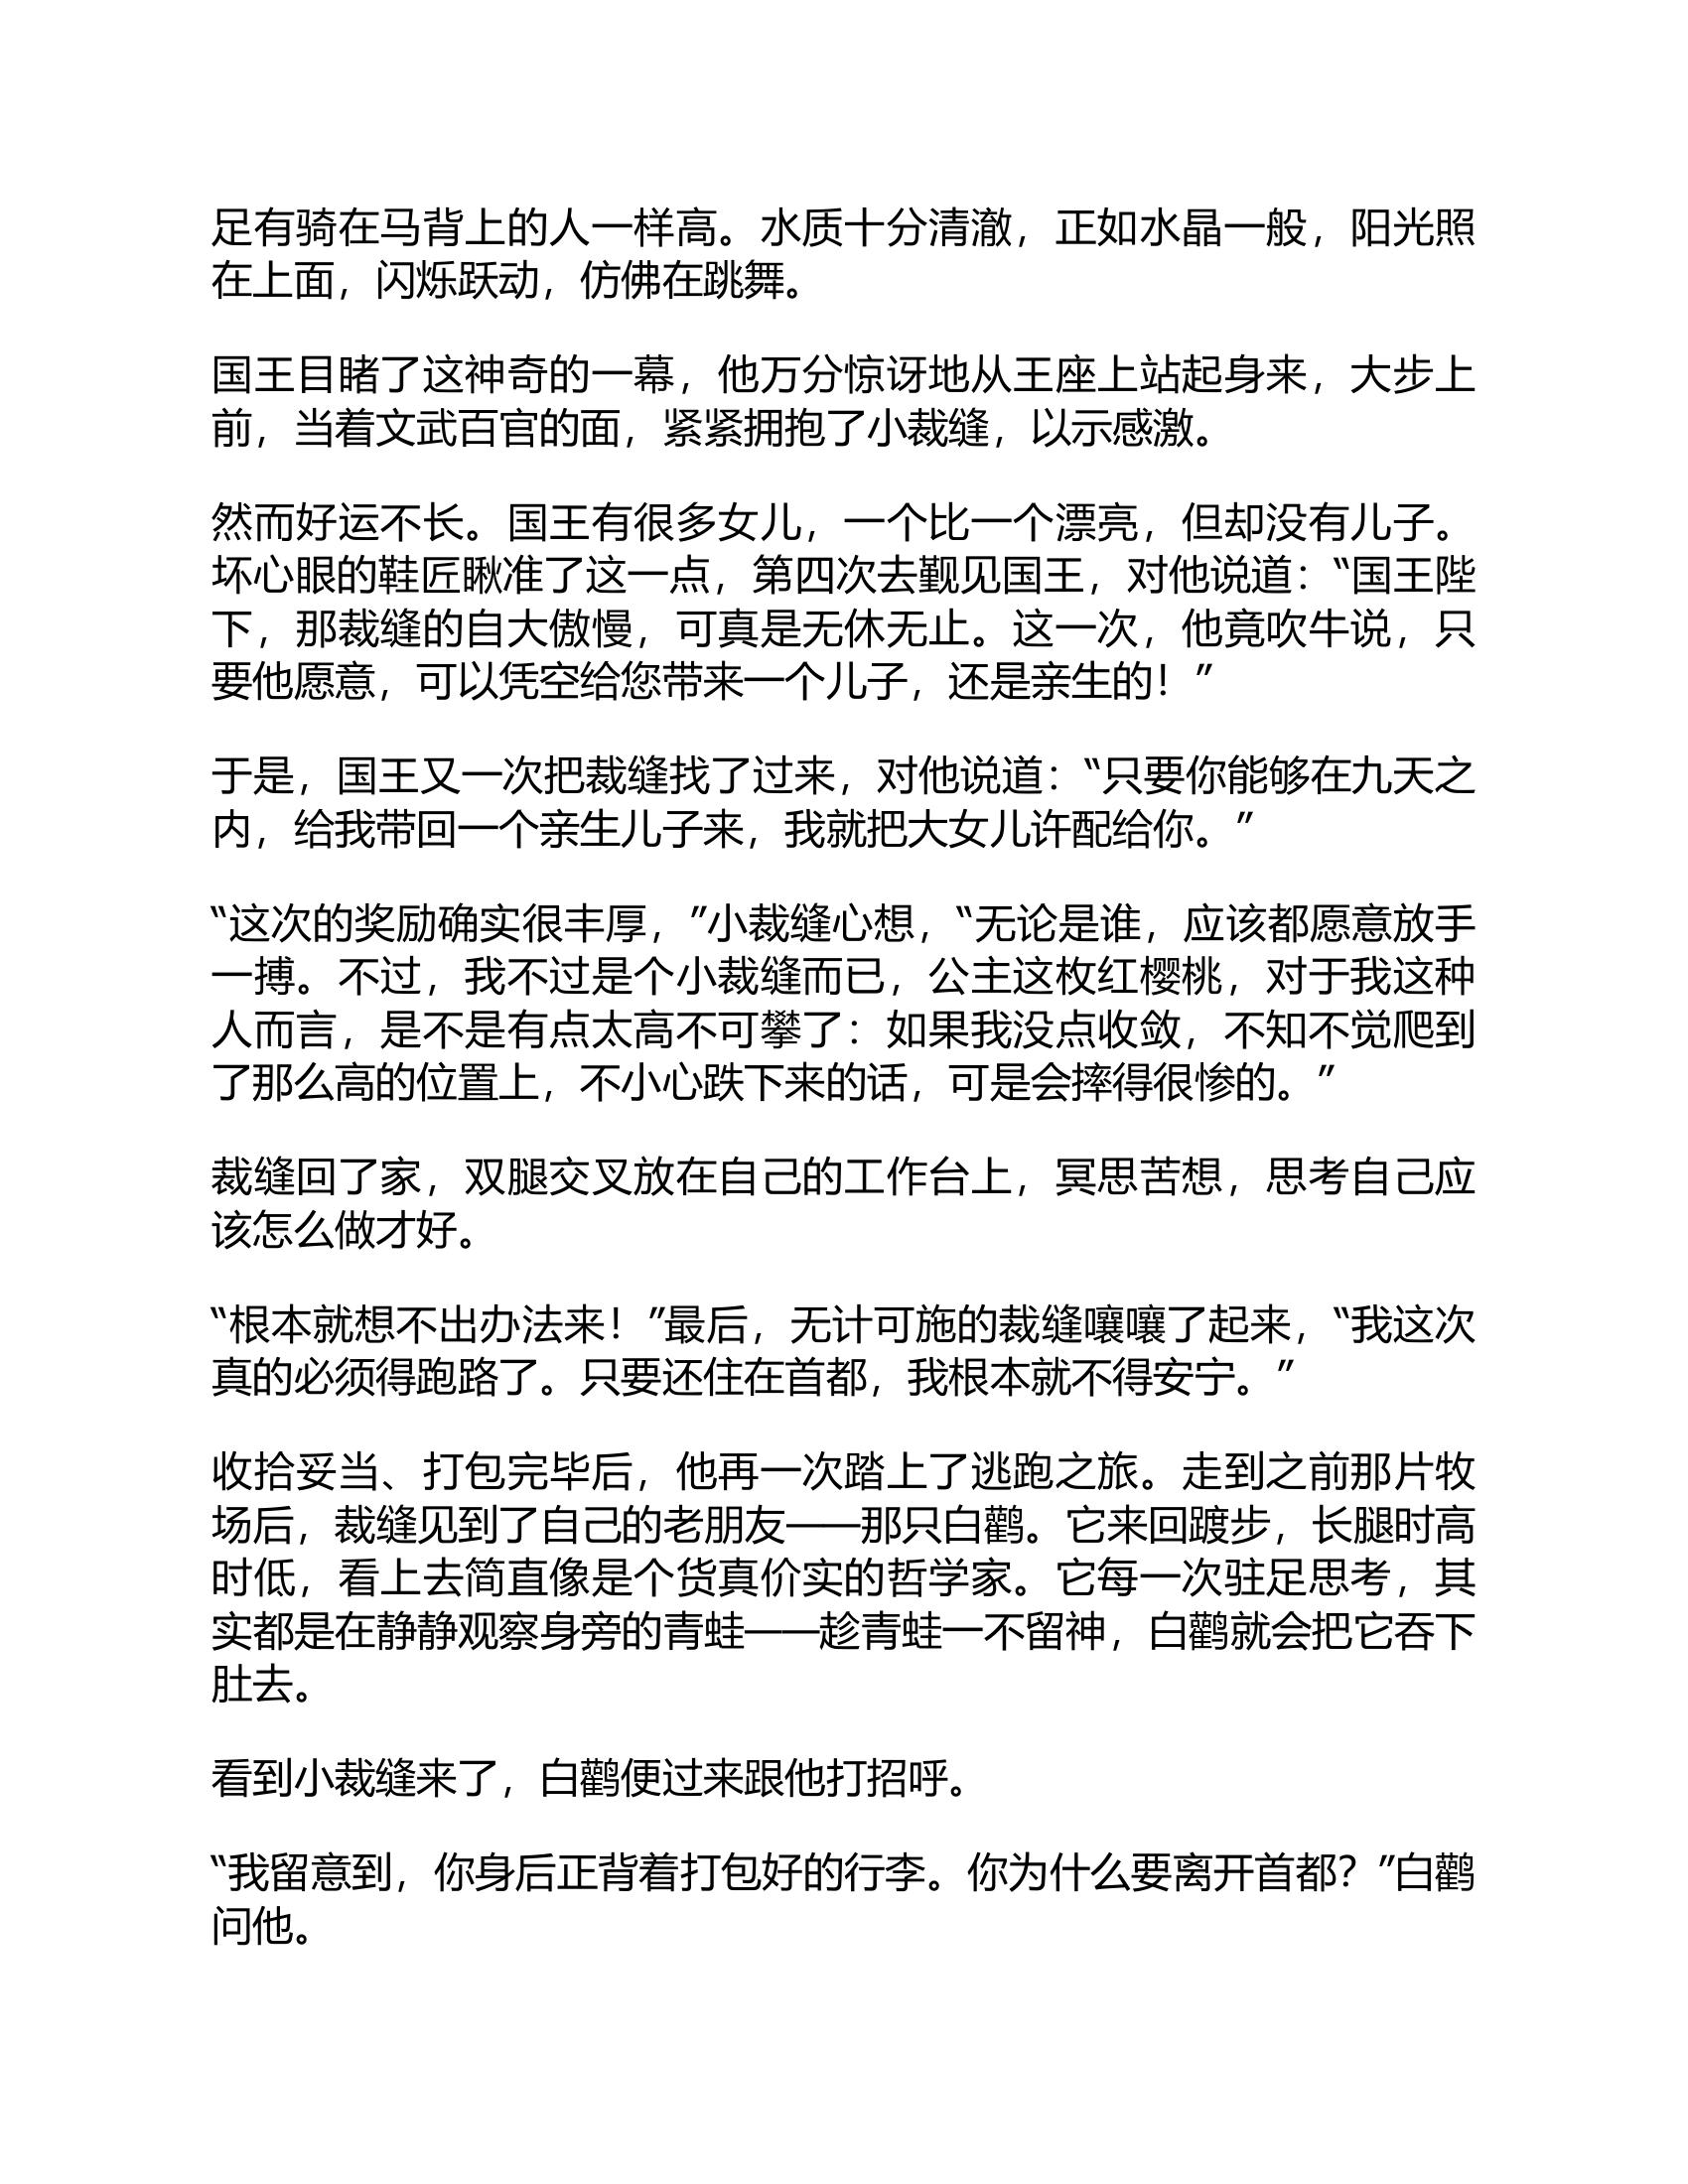 足有骑在马背上的人一样高。水质十分清澈，正如水晶一般，阳光照
在上面，闪烁跃动，仿佛在跳舞。
国王目睹了这神奇的一幕，他万分惊讶地从王座上站起身来，大步上
前，当着文武百官的面，紧紧拥抱了小裁缝，以示感激。
然而好运不长。国王有很多女儿，一个比一个漂亮，但却没有儿子。
坏心眼的鞋匠瞅准了这一点，第四次去觐见国王，对他说道：“国王陛
下，那裁缝的自大傲慢，可真是无休无止。这一次，他竟吹牛说，只
要他愿意，可以凭空给您带来一个儿子，还是亲生的！”
于是，国王又一次把裁缝找了过来，对他说道：“只要你能够在九天之
内，给我带回一个亲生儿子来，我就把大女儿许配给你。”
“这次的奖励确实很丰厚，”小裁缝心想，“无论是谁，应该都愿意放手
一搏。不过，我不过是个小裁缝而已，公主这枚红樱桃，对于我这种
人而言，是不是有点太高不可攀了：如果我没点收敛，不知不觉爬到
了那么高的位置上，不小心跌下来的话，可是会摔得很惨的。”
裁缝回了家，双腿交叉放在自己的工作台上，冥思苦想，思考自己应
该怎么做才好。
“根本就想不出办法来！”最后，无计可施的裁缝嚷嚷了起来，“我这次
真的必须得跑路了。只要还住在首都，我根本就不得安宁。”
收拾妥当、打包完毕后，他再一次踏上了逃跑之旅。走到之前那片牧
场后，裁缝见到了自己的老朋友——那只白鹳。它来回踱步，长腿时高
时低，看上去简直像是个货真价实的哲学家。它每一次驻足思考，其
实都是在静静观察身旁的青蛙——趁青蛙一不留神，白鹳就会把它吞下
肚去。
看到小裁缝来了，白鹳便过来跟他打招呼。
“我留意到，你身后正背着打包好的行李。你为什么要离开首都？”白鹳
问他。